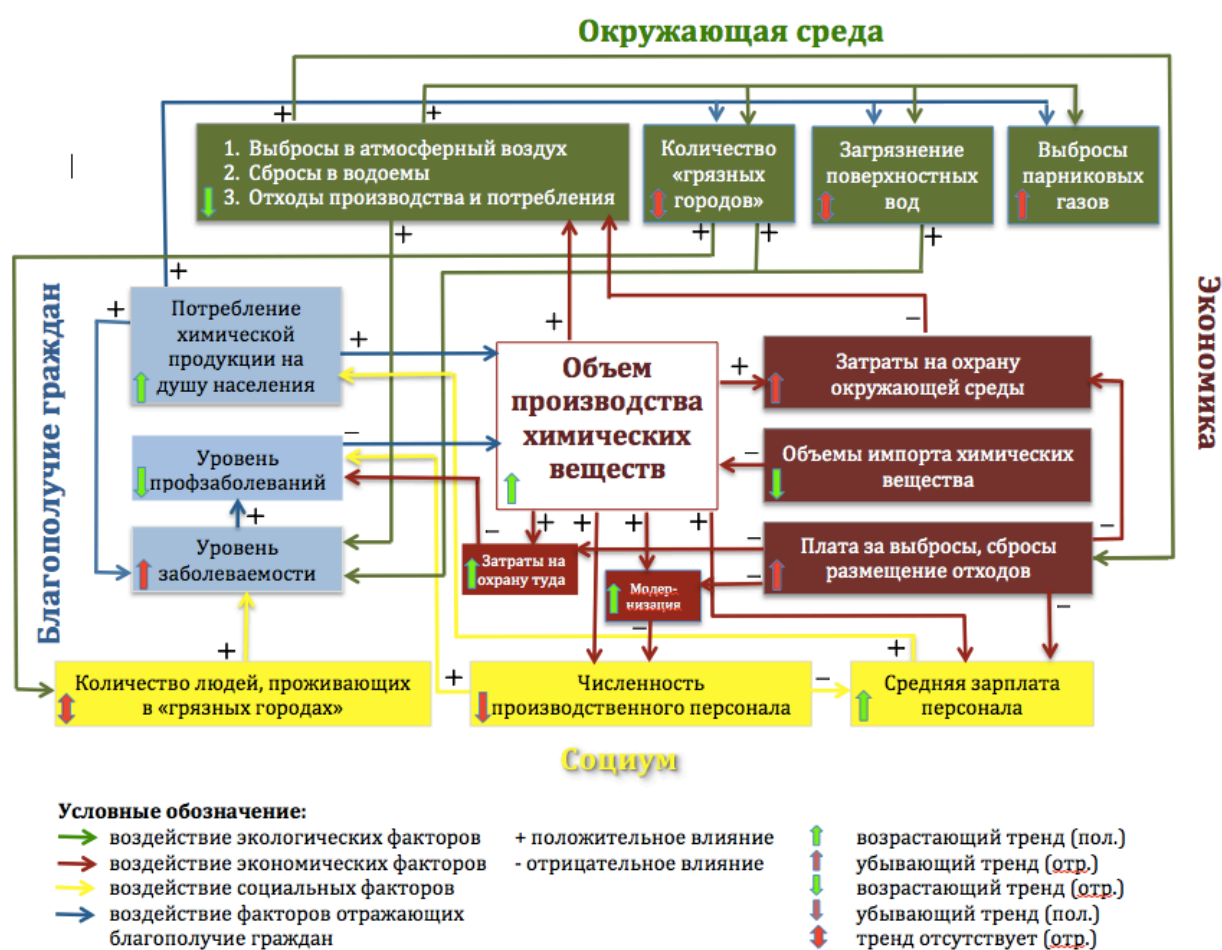 Окружающая среда
+
+
1. Выбросы в атмосферный воздух
2. Сбросы в водоемы
3. Отходы производства и потребления
Количество
«грязных
городов»
Загрязнение
поверхностных
вод
Выбросы
парниковых
газов
+
+
+
+
+
Благополучие граждан
Экономика
+
Потребление
химической
продукции на
душу населения
+
+
–
Объем
производства
химических
веществ
+
Затраты на охрану
окружающей среды
–
Уровень
профзаболеваний
–
Объемы импорта химических
вещества
+
Уровень
заболеваемости
–
+
+
+
+
Затраты на
охрану туда
–
–
Модер-
низация
Плата за выбросы, сбросы
размещение отходов
–
–
–
+
+
+
Количество людей, проживающих
в «грязных городах»
Численность
производственного персонала
–
Средняя зарплата
персонала
Социум
Условные обозначение:
воздействие экологических факторов
воздействие экономических факторов
воздействие социальных факторов
воздействие факторов отражающих
благополучие граждан
+ положительное влияние
- отрицательное влияние
возрастающий тренд (пол.)
убывающий тренд (отр.)
возрастающий тренд (отр.)
убывающий тренд (пол.)
тренд отсутствует (отр.)